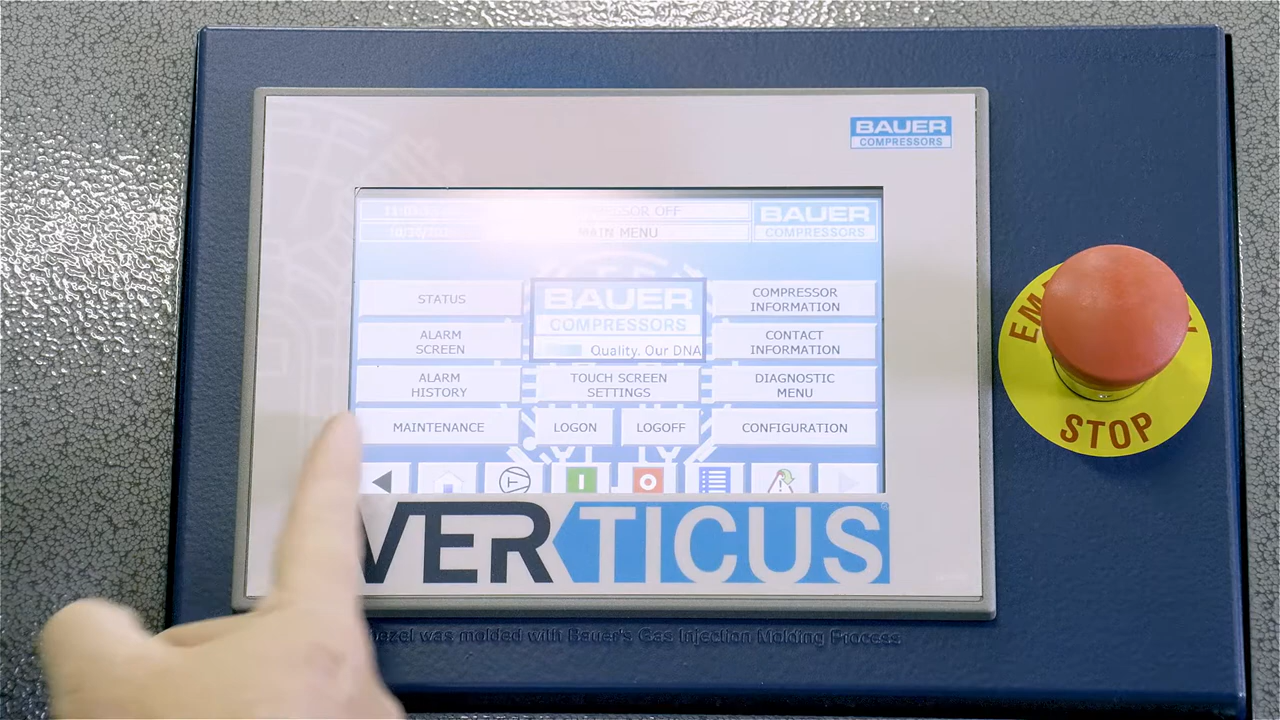 BAUER
COMPRESSORS
OR OFF
MAIN MENU
BAUER
COMPRESSORS
STATUS
ALARM
SCREEN
ALARM
HISTORY
MAINTENANCE
BAUER
COMPRESSORS
Quality. Our DNA
TOUCH SCREEN
SETTINGS
LOGON
LOGOFF
COMPRESSOR
INFORMATION
CONTACT
INFORMATION
DIAGNOSTIC
MENU
CONFIGURATION
VERTICUS
was molded with Bauer's Gas Injection Molding Process
STOP